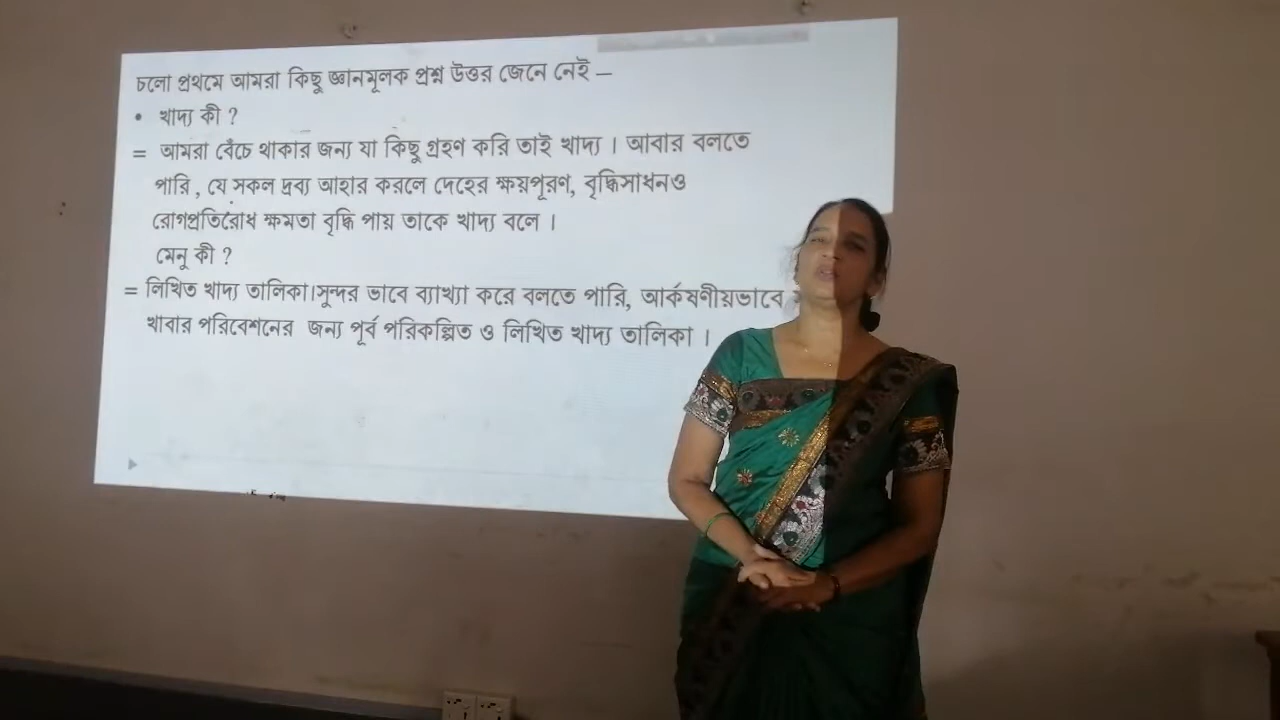 চলো প্রথমে আমরা কিছু জ্ঞানমূলক প্রশ্ন উত্তর জেনে নেই –
• খাদ্য কী ?
= আমরা বেঁচে থাকার জন্য যা কিছু গ্রহণ করি তাই খাদ্য । আবার বলতে
পারি , যে সকল দ্রব্য আহার করলে দেহের ক্ষয়পূরণ, বৃদ্ধিসাধনও
রোগপ্রতিরোধ ক্ষমতা বৃদ্ধি পায় তাকে খাদ্য বলে ।
মেনু কী ?
= লিখিত খাদ্য তালিকা।সুন্দর ভাবে ব্যাখ্যা করে বলতে পারি, আর্কষণীয়ভাবে
খাবার পরিবেশনের জন্য পূর্ব পরিকল্পিত ও লিখিত খাদ্য তালিকা ।